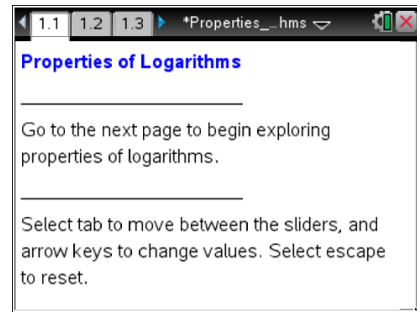 1.1 1.2 1.3 *Properties_...hms
Properties of Logarithms
Go to the next page to begin exploring
properties of logarithms.
Select tab to move between the sliders, and
arrow keys to change values. Select escape
to reset.